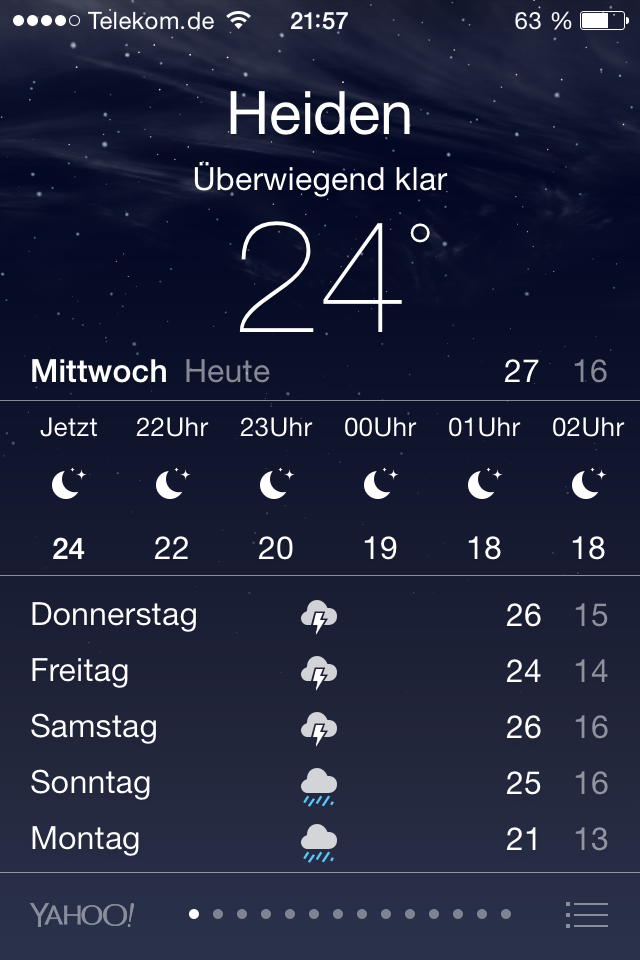 Telekom.de 21:57 63 %
Heiden
Überwiegend klar
24°
Mittwoch Heute 27 16
Jetzt 22Uhr 23Uhr 00Uhr 01Uhr 02Uhr
24 22 20 19 18 18
Donnerstag 26 15
Freitag 24 14
Samstag 26 16
Sonntag 25 16
Montag 21 13
YAHOO!